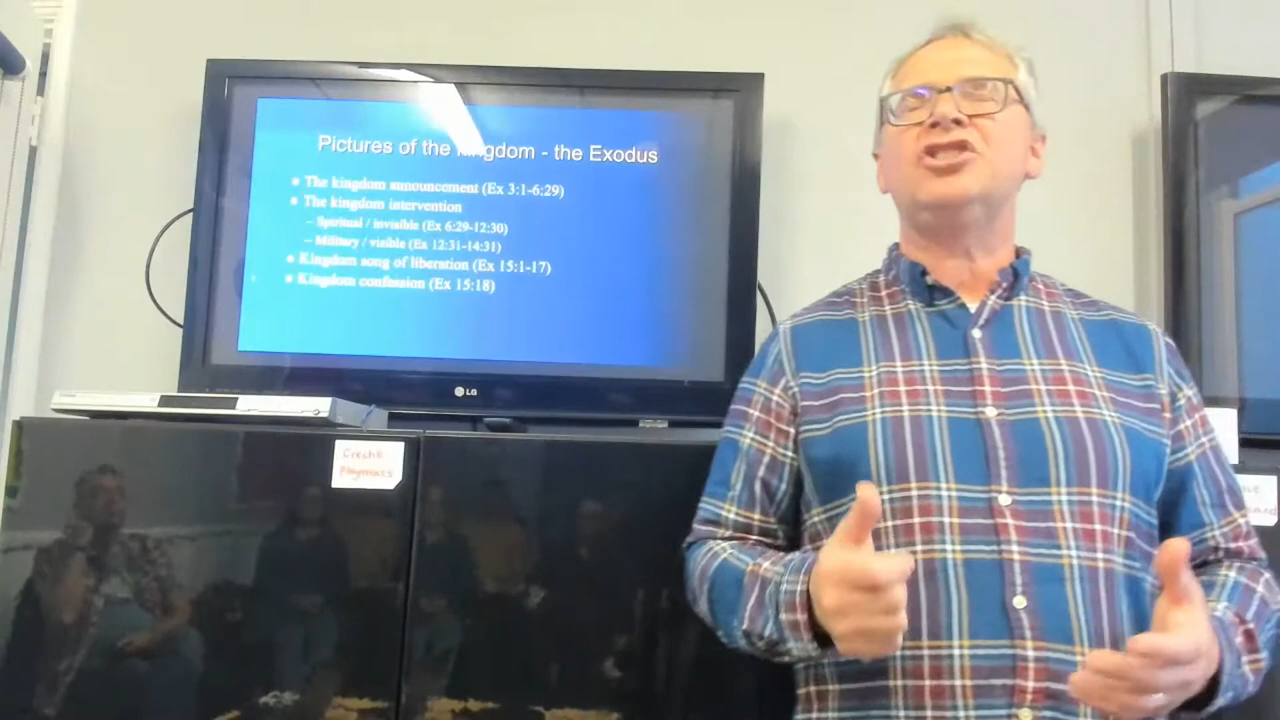 Pictures of the Kingdom - the Exodus
• The kingdom announcement (Ex 3:1-6:29)
• The kingdom intervention
– Spiritual / invisible (Ex 6:29-12:30)
– Military / visible (Ex 12:31-14:31)
• Kingdom song of liberation (Ex 15:1-17)
• Kingdom confession (Ex 15:18)
LG
Creche
Playmats